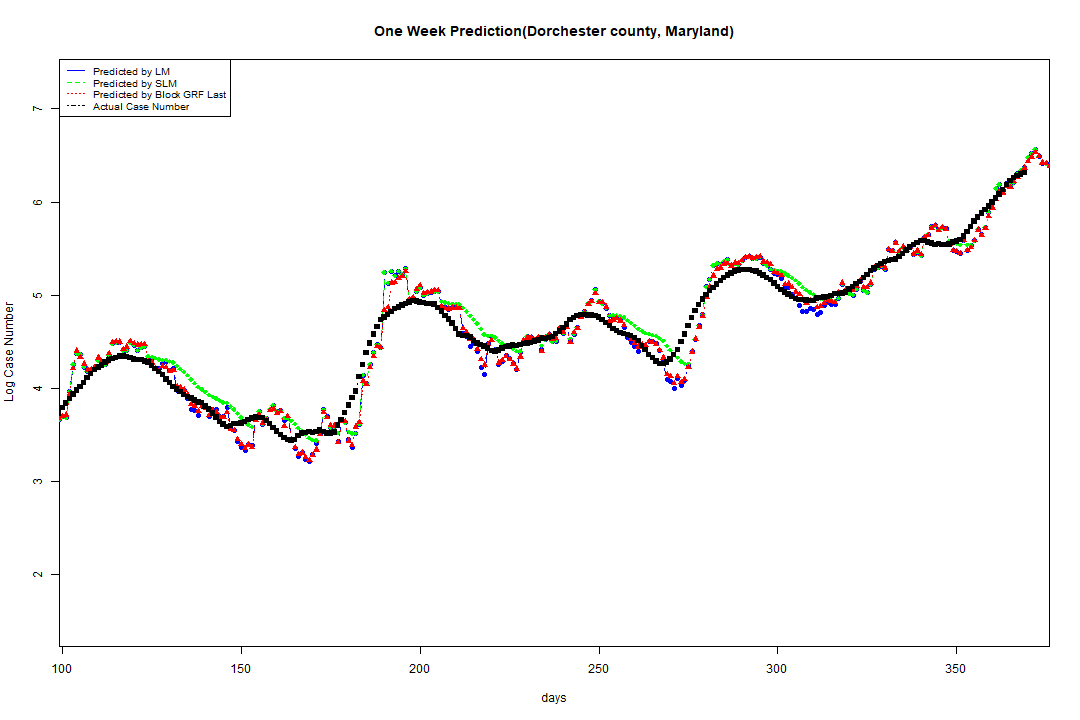 One Week Prediction(Dorchester county, Maryland)
Predicted by LM
Predicted by SLM
Predicted by Block GRF Last
Actual Case Number
7
6
5
4
3
2
Log Case Number
100 150 200 250 300 350
days